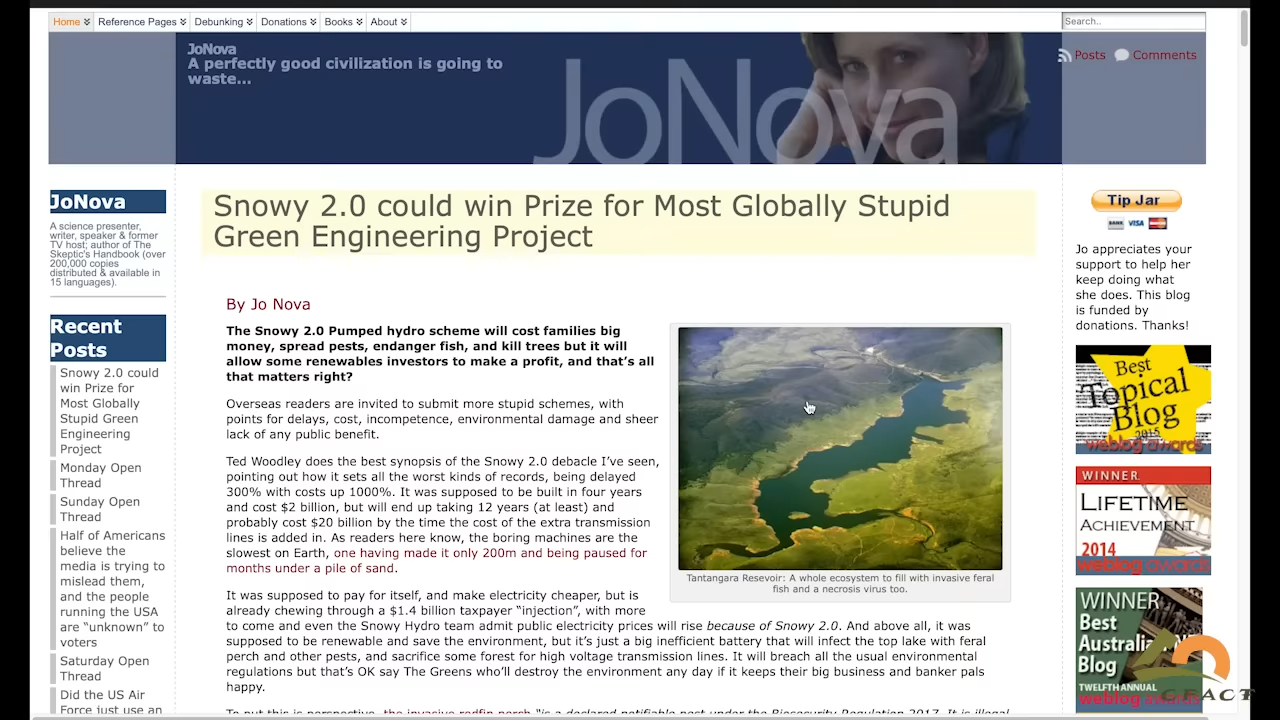 Home
Reference Pages
Debunking
Donations
Books
About
Search..
JoNova
A perfectly good civilization is going to
waste...
JoNova
Posts
Comments
JoNova
A science presenter,
writer, speaker & former
TV host; author of The
Skeptic's Handbook (over
200,000 copies
distributed & available in
15 languages).
Recent
Posts
Snowy 2.0 could
win Prize for
Most Globally
Stupid Green
Engineering
Project
Monday Open
Thread
Sunday Open
Thread
Half of Americans
believe the
media is trying to
mislead them,
and the people
running the USA
are “unknown” to
voters
Saturday Open
Thread
Did the US Air
Force just use an
Snowy 2.0 could win Prize for Most Globally Stupid
Green Engineering Project
By Jo Nova
The Snowy 2.0 Pumped hydro scheme will cost families big
money, spread pests, endanger fish, and kill trees but it will
allow some renewables investors to make a profit, and that’s all
that matters right?
Overseas readers are invited to submit more stupid schemes, with
points for delays, cost, incompetence, environmental damage and sheer
lack of any public benefit.
Ted Woodley does the best synopsis of the Snowy 2.0 debacle I’ve seen,
pointing out how it sets all the worst kinds of records, being delayed
300% with costs up 1000%. It was supposed to be built in four years
and cost $2 billion, but will end up taking 12 years (at least) and
probably cost $20 billion by the time the cost of the extra transmission
lines is added in. As readers here know, the boring machines are the
slowest on Earth, one having made it only 200m and being paused for
months under a pile of sand.
Tantangara Resevoir: A whole ecosystem to fill with invasive feral
fish and a necrosis virus too.
It was supposed to pay for itself, and make electricity cheaper, but is
already chewing through a $1.4 billion taxpayer “injection”, with more
to come and even the Snowy Hydro team admit public electricity prices will rise because of Snowy 2.0. And above all, it was
supposed to be renewable and save the environment, but it’s just a big inefficient battery that will infect the top lake with feral
perch and other pests, and sacrifice some forest for high voltage transmission lines. It will breach all the usual environmental
regulations but that’s OK say The Greens who’ll destroy the environment any day if it keeps their big business and banker pals
happy.
Tip Jar
BANK VISA
Jo appreciates your
support to help her
keep doing what
she does. This blog
is funded by
donations. Thanks!
Best
Topical
Blog
2015
weblog awards
WINNER
LIFETIME
ACHIEVEMENT
2014
weblog awards
WINNER
Best
Australian
Blog
TWELFTH ANNUAL
weblog awards
CFACT